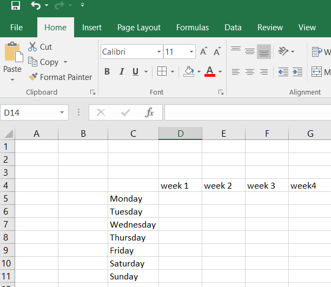 File Home Insert Page Layout Formulas Data Review View
Cut
Copy
Paste
Format Painter
Calibri 11 A A
B I U A
Clipboard Font Alignment
D14 fx
A B C D E F G
1
2
3
4 week 1 week 2 week 3 week4
5 Monday
6 Tuesday
7 Wednesday
8 Thursday
9 Friday
10 Saturday
11 Sunday